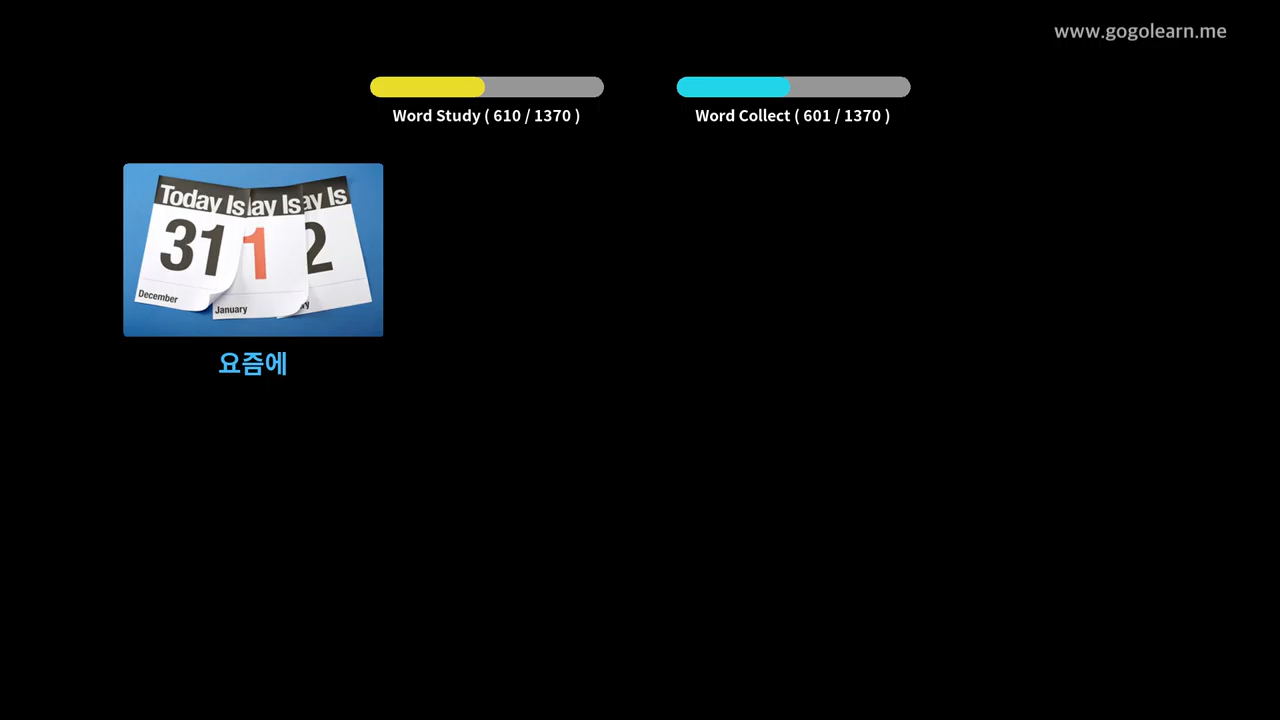 www.gogolearn.me
Word Study ( 610 / 1370 )
Word Collect ( 601 / 1370 )
Today Is
ay Is
ay Is
31
1
2
December
January
요즘에